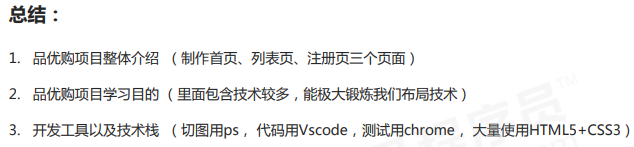 总结：
1. 品优购项目整体介绍 （ 制作首页、列表页、注册页三个页面 ）
2. 品优购项目学习目的 （ 里面包含技术较多，能极大锻炼我们布局技术 ）
3. 开发工具以及技术栈 （ 切图用ps ， 代码用Vscode，测试用chrome ， 大量使用HTML5+CSS3 ）